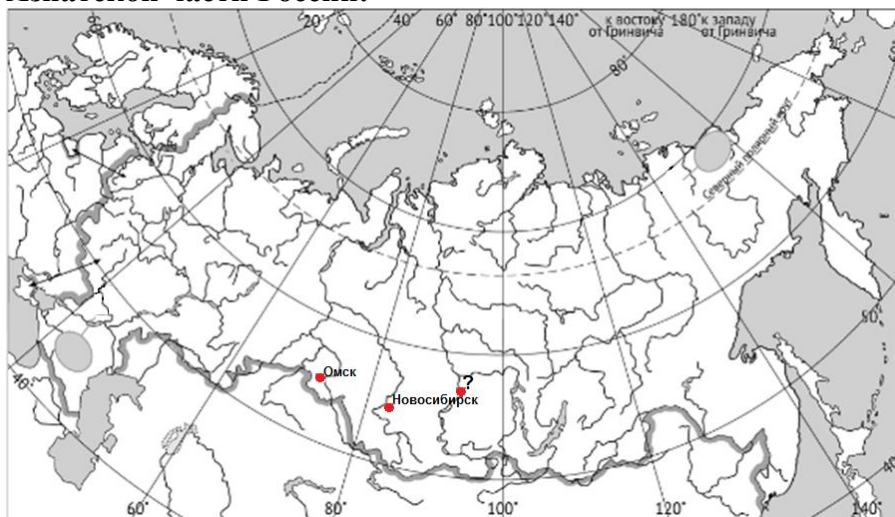 Азиатской части России.
20° 40° 60° 80° 100° 120° 140° к востоку 180° к западу
от Гринвича от Гринвича
80°
Северный полярный круг
50°
Омск
?
Новосибирск
40°
40°
60° 80° 100° 120° 140°